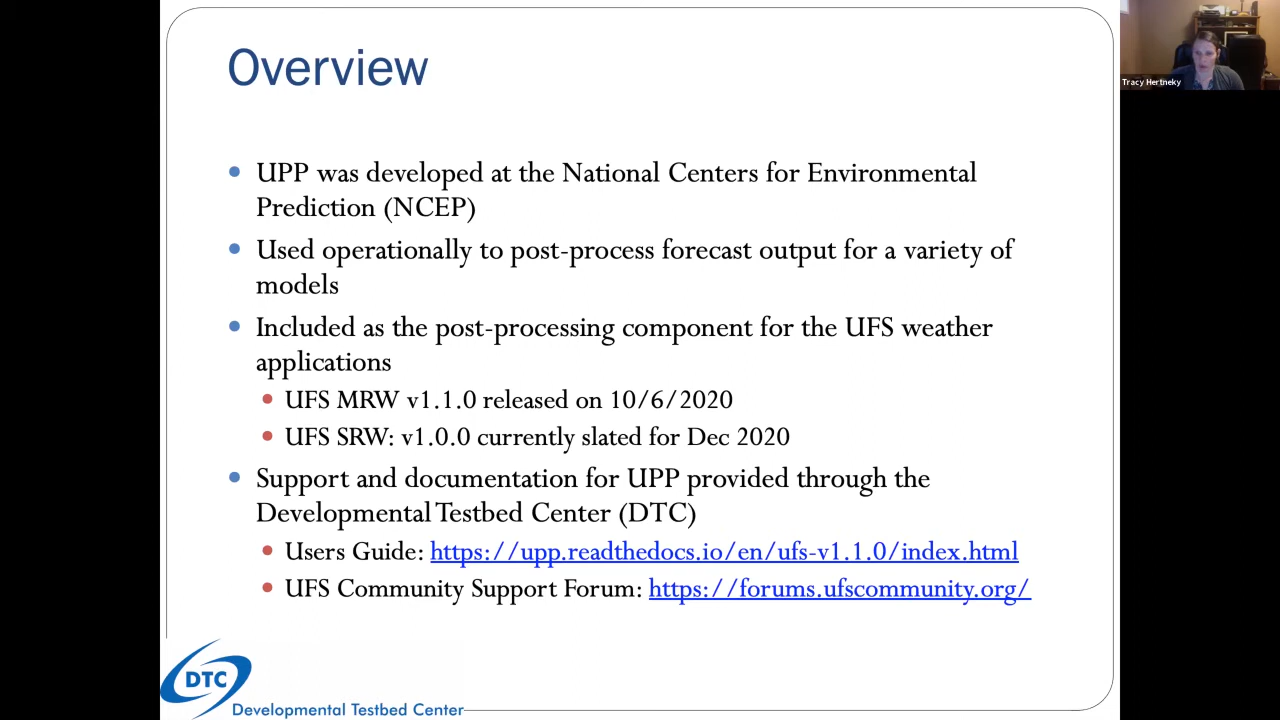 Overview
Tracy Hertneky
UPP was developed at the National Centers for Environmental
Prediction (NCEP)
Used operationally to post-process forecast output for a variety of
models
Included as the post-processing component for the UFS weather
applications
UFS MRW v1.1.0 released on 10/6/2020
UFS SRW: v1.0.0 currently slated for Dec 2020
Support and documentation for UPP provided through the
Developmental Testbed Center (DTC)
Users Guide: https://upp.readthedocs.io/en/ufs-v1.1.0/index.html
UFS Community Support Forum: https://forums.ufscommunity.org/
DTC
Developmental Testbed Center